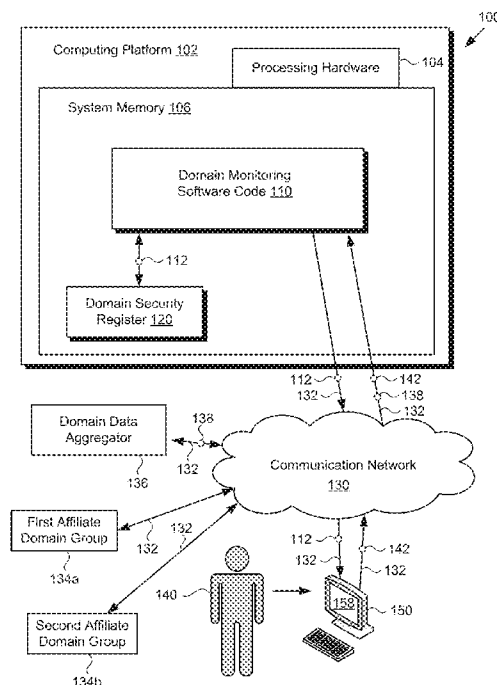 100
Computing Platform 102
Processing Hardware
104
System Memory 106
Domain Monitoring
Software Code 110
112
Domain Security
Register 120
112
132
142
138
132
Domain Data
Aggregator
136
138
132
Communication Network
130
First Affiliate
Domain Group
134a
132
132
Second Affiliate
Domain Group
134b
140
112
132
142
132
158
150